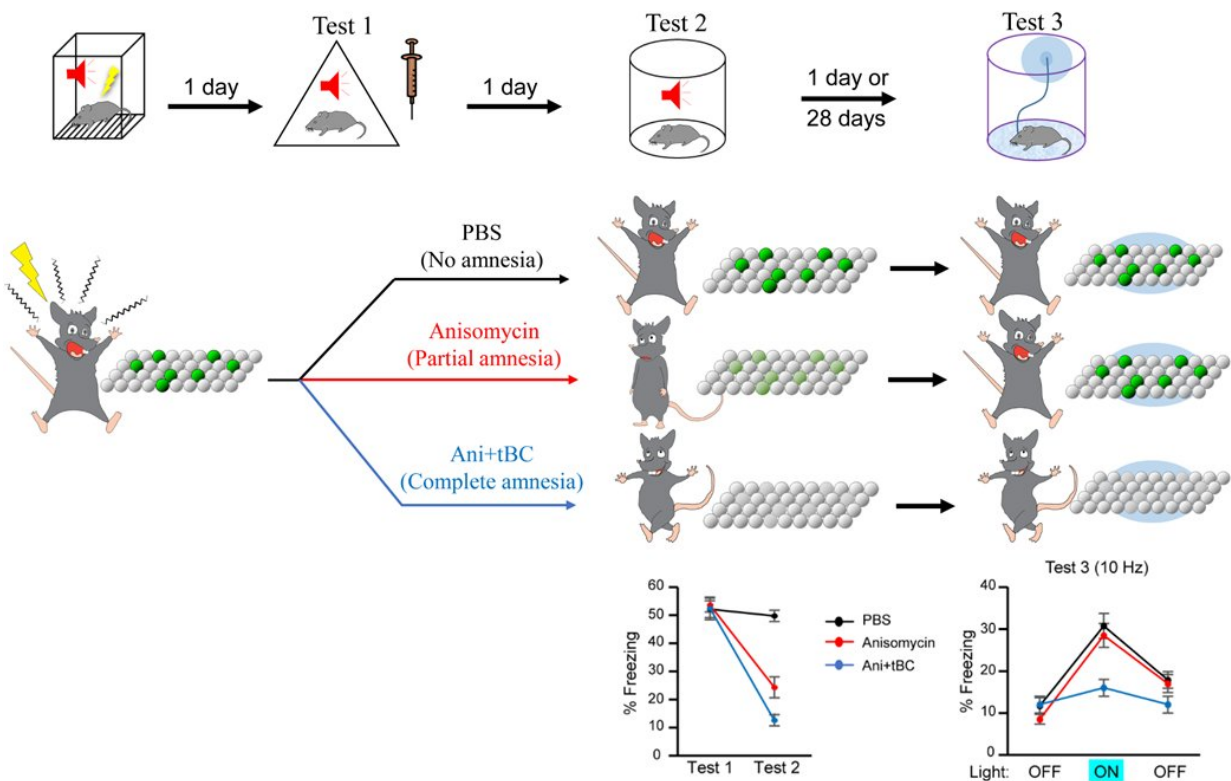 Test 1
Test 2
Test 3
1 day
1 day
1 day or
28 days
PBS
(No amnesia)
Anisomycin
(Partial amnesia)
Ani+tBC
(Complete amnesia)
60
50
40
30
20
10
0
% Freezing
Test 1
Test 2
PBS
Anisomycin
Ani+tBC
Test 3 (10 Hz)
40
30
20
10
0
% Freezing
Light: OFF ON OFF